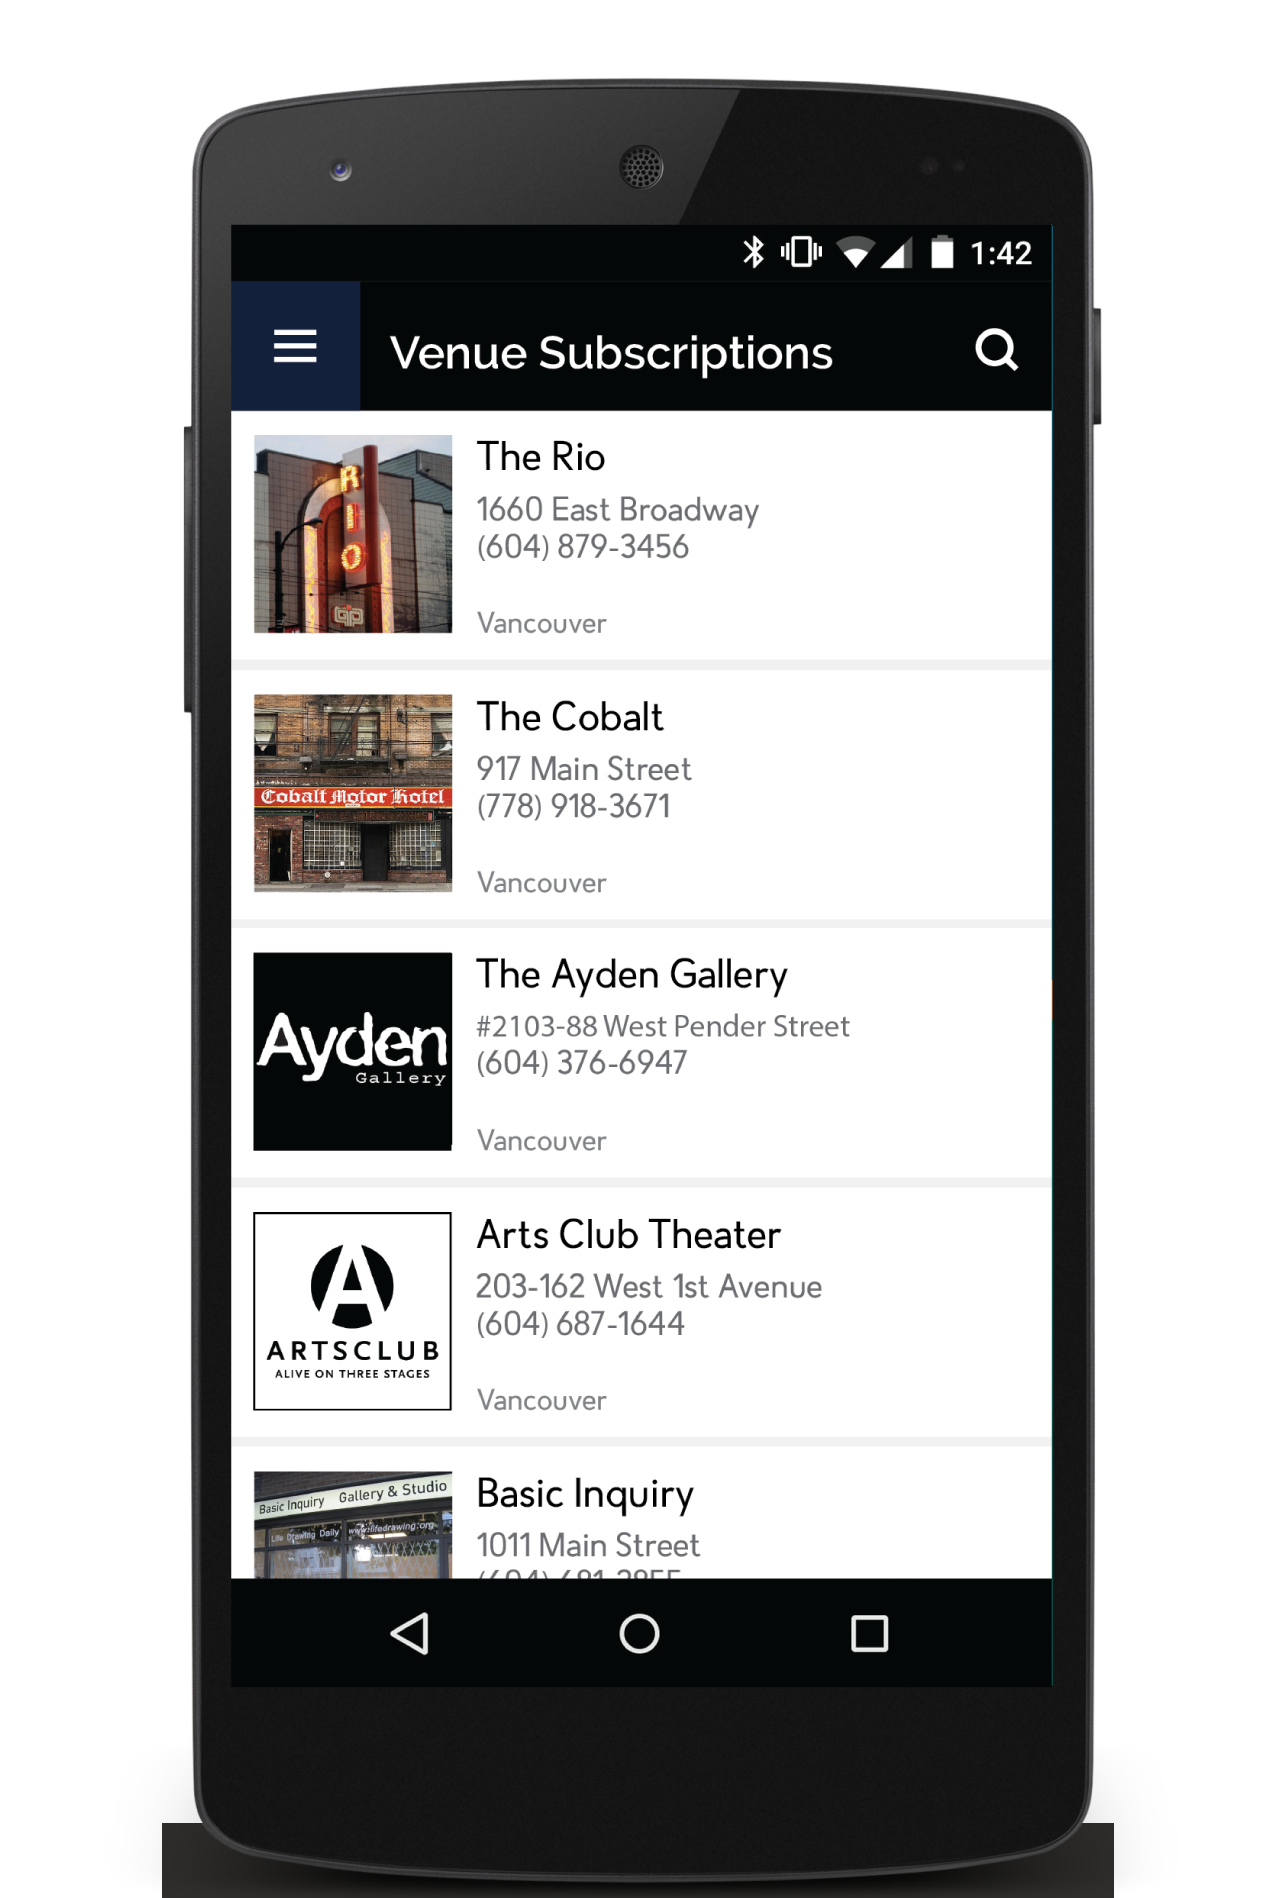 1:42
Venue Subscriptions
RIO
The Rio
1660 East Broadway
(604) 879-3456
Vancouver
Cobalt Motor Hotel
The Cobalt
917 Main Street
(778) 918-3671
Vancouver
Ayden
Gallery
The Ayden Gallery
#2103-88 West Pender Street
(604) 376-6947
Vancouver
A
ARTSCLUB
ALIVE ON THREE STAGES
Arts Club Theater
203-162 West 1st Avenue
(604) 687-1644
Vancouver
Basic Inquiry Gallery & Studio
Life Drawing Daily www.lifedrawing.org
Basic Inquiry
1011 Main Street
(604) 681-2855